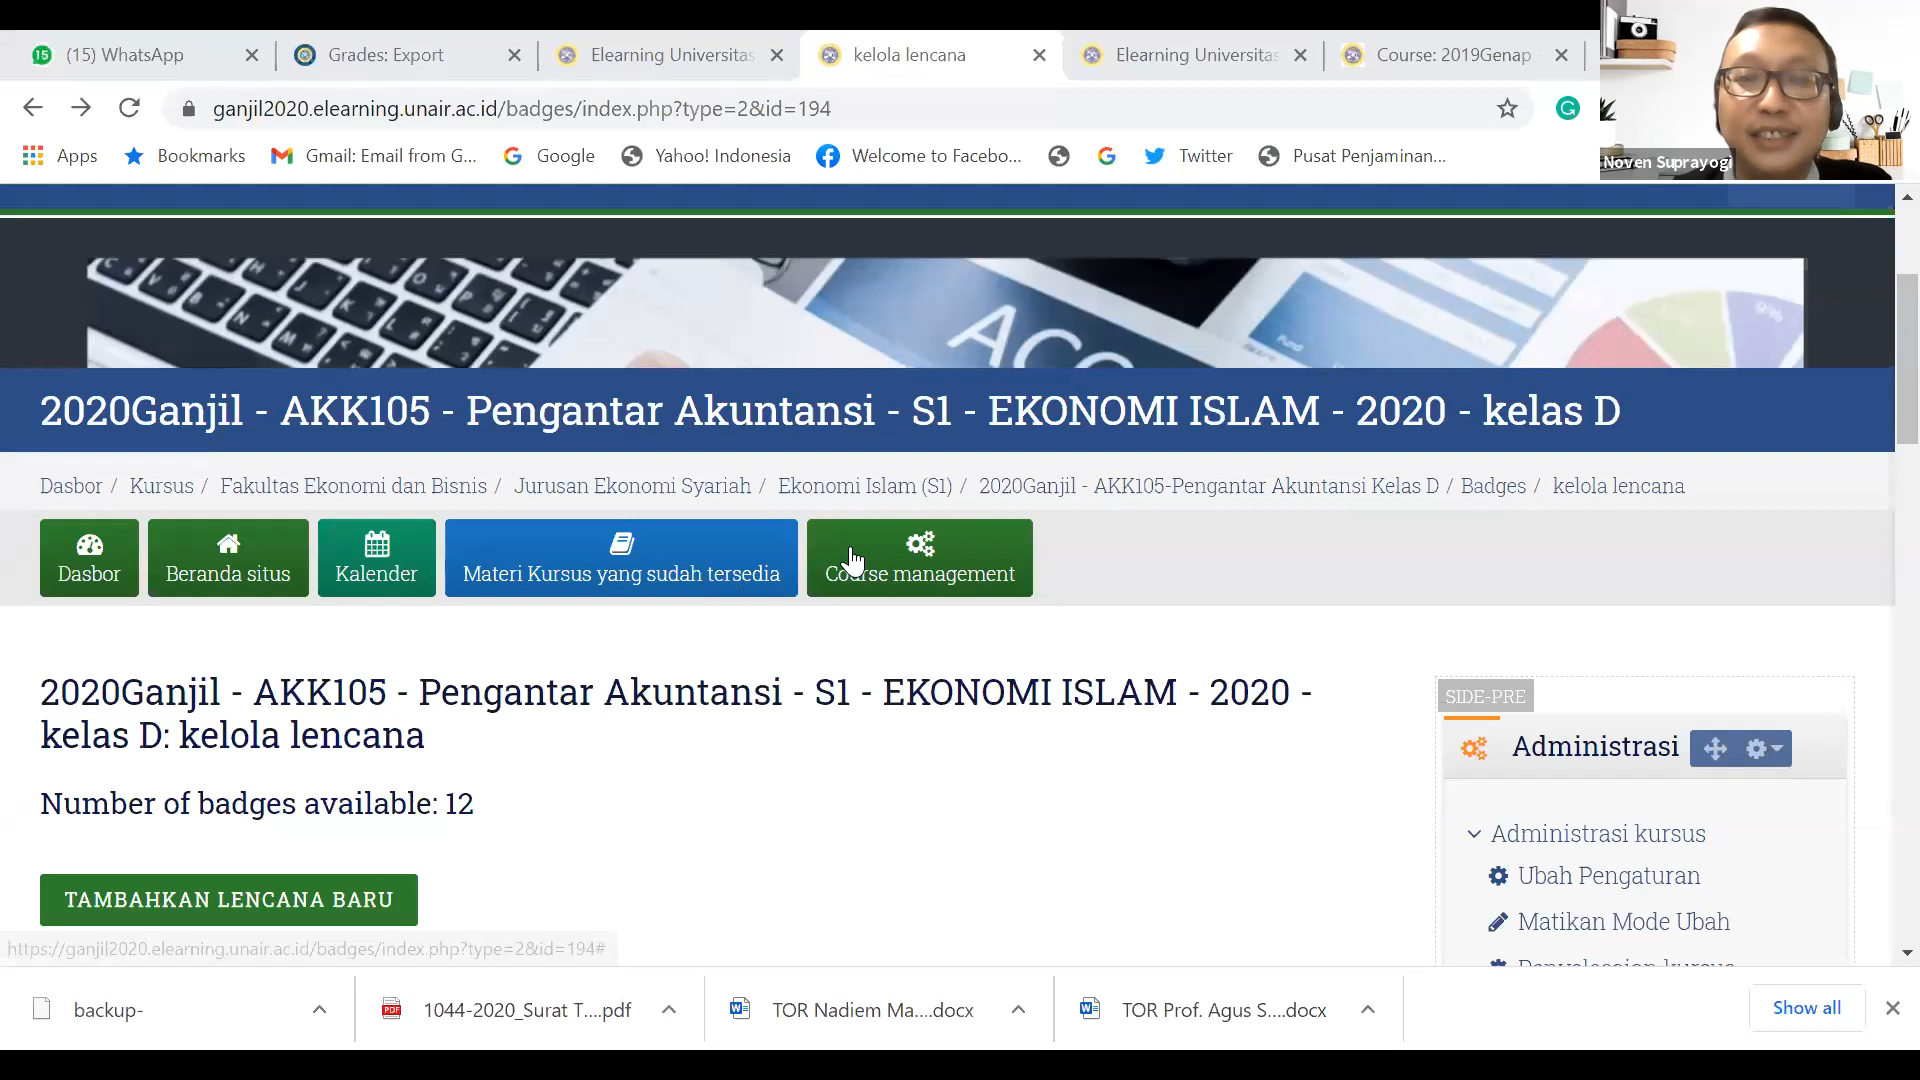 (15) WhatsApp
Grades: Export
Elearning Universitas
kelola lencana
Elearning Universitas
Course: 2019Genap
ganjil2020.elearning.unair.ac.id/badges/index.php?type=2&id=194
Noven Suprayogi
Apps
Bookmarks
Gmail: Email from G...
Google
Yahoo! Indonesia
Welcome to Facebo...
Twitter
Pusat Penjaminan...
ACC
2020Ganjil - AKK105 - Pengantar Akuntansi - S1 - EKONOMI ISLAM - 2020 - kelas D
Dasbor / Kursus / Fakultas Ekonomi dan Bisnis / Jurusan Ekonomi Syariah / Ekonomi Islam (S1) / 2020Ganjil - AKK105-Pengantar Akuntansi Kelas D / Badges / kelola lencana
Dasbor
Beranda situs
Kalender
Materi Kursus yang sudah tersedia
Course management
2020Ganjil - AKK105 - Pengantar Akuntansi - S1 - EKONOMI ISLAM - 2020 -
kelas D: kelola lencana
Number of badges available: 12
TAMBAHKAN LENCANA BARU
SIDE-PRE
Administrasi
Administrasi kursus
Ubah Pengaturan
Matikan Mode Ubah
https://ganjil2020.elearning.unair.ac.id/badges/index.php?type=2&id=194#
backup-
1044-2020_Surat T....pdf
TOR Nadiem Ma....docx
TOR Prof. Agus S....docx
Show all